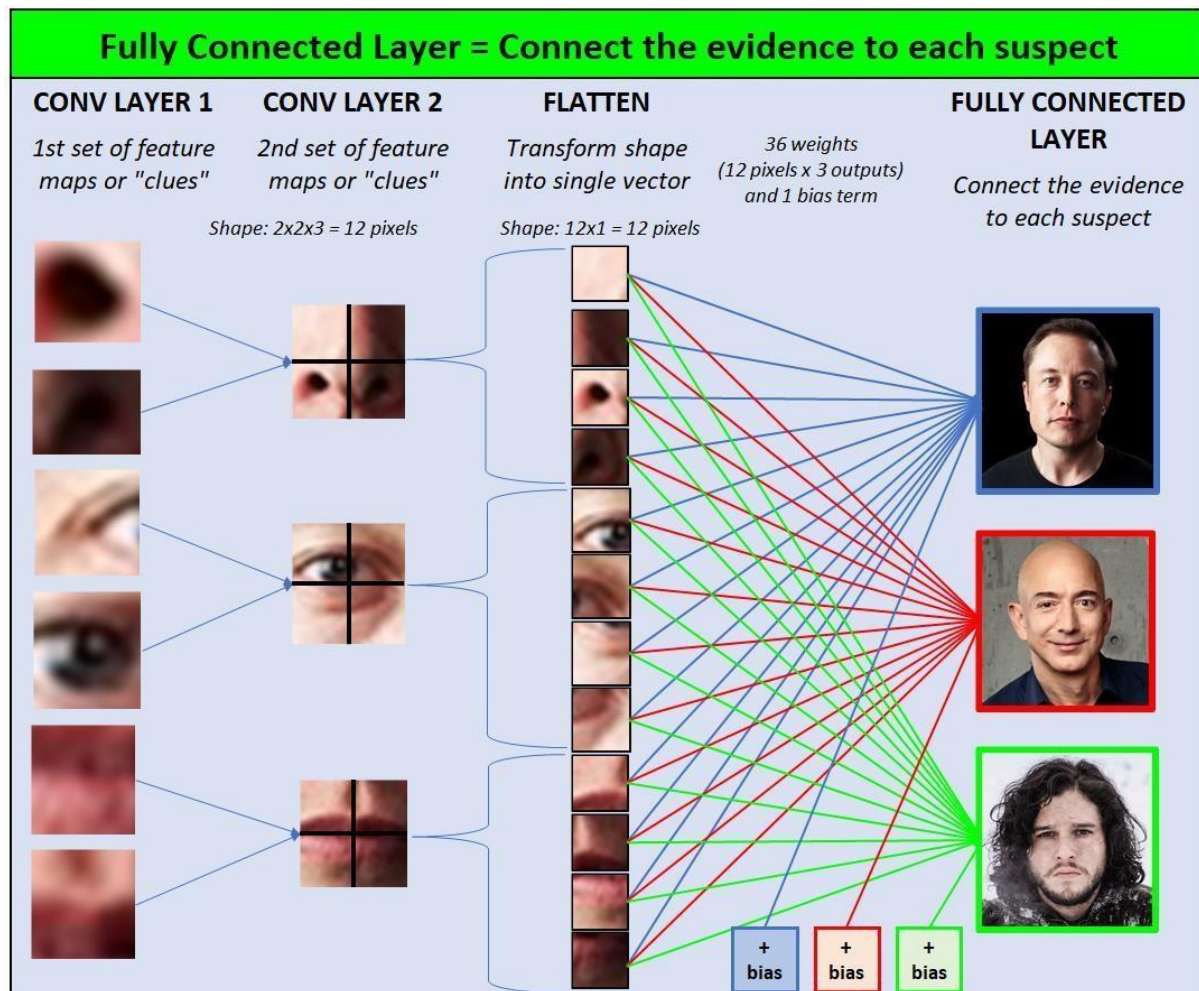 Fully Connected Layer = Connect the evidence to each suspect
CONV LAYER 1
1st set of feature
maps or "clues"
CONV LAYER 2
2nd set of feature
maps or "clues"
Shape: 2x2x3 = 12 pixels
FLATTEN
Transform shape
into single vector
Shape: 12x1 = 12 pixels
36 weights
(12 pixels x 3 outputs)
and 1 bias term
FULLY CONNECTED
LAYER
Connect the evidence
to each suspect
+
bias
+
bias
+
bias